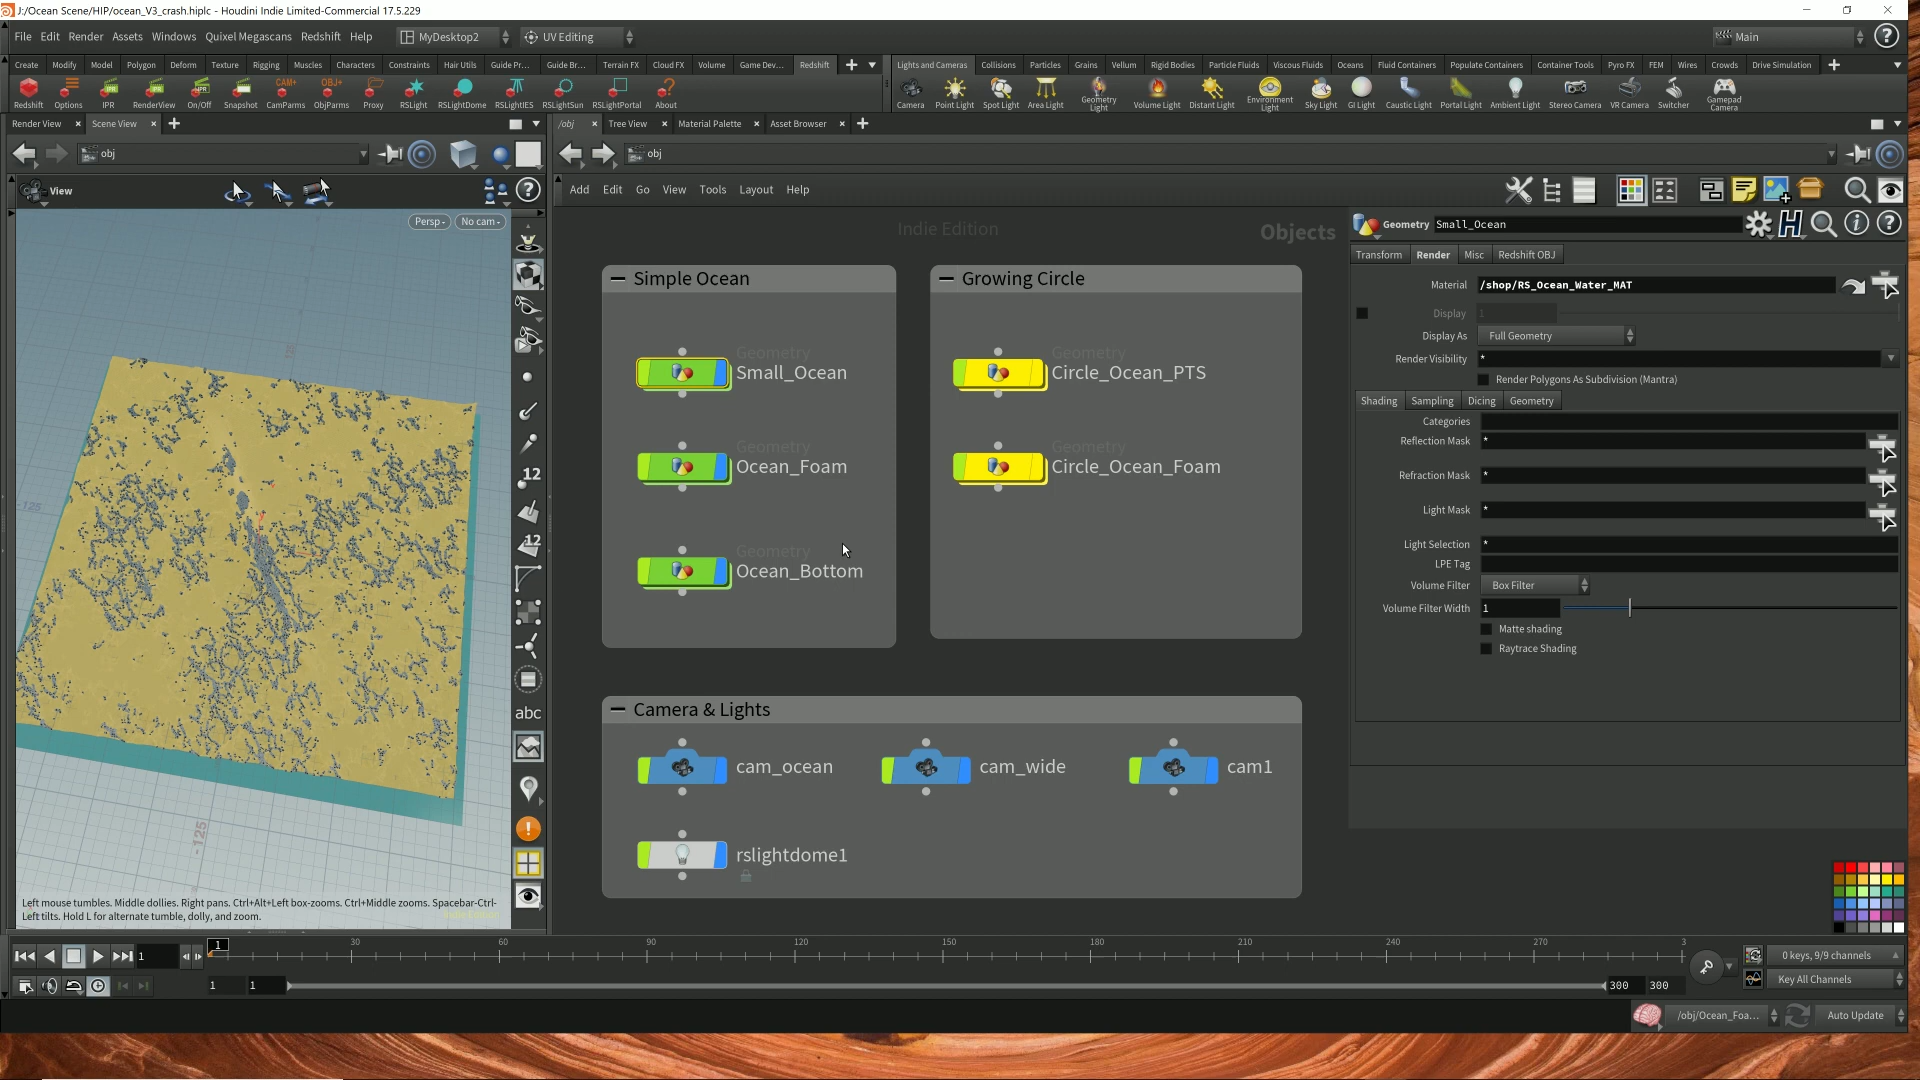 J:/Ocean Scene/HIP/ocean_V3_crash.hiplc - Houdini Indie Limited-Commercial 17.5.229
File Edit Render Assets Windows Quixel Megascans Redshift Help MyDesktop2 UV Editing Main
Create Modify Model Polygon Deform Texture Rigging Muscles Characters Constraints Hair Utils Guide Pr... Guide Br... Terrain FX Cloud FX Volume Game Dev... Redshift
Lights and Cameras Collisions Particles Grains Vellum Rigid Bodies Particle Fluids Viscous Fluids Oceans Fluid Containers Populate Containers Container Tools Pyro FX FEM Wires Crowds Drive Simulation
Redshift Options IPR RenderView On/Off Snapshot CamParms ObjParms Proxy RSLight RSLightDome RSLightIES RSLightSun RSLightPortal About
Camera Point Light Spot Light Area Light Geometry Light Volume Light Distant Light Environment Light Sky Light GI Light Caustic Light Portal Light Ambient Light Stereo Camera VR Camera Switcher Gamepad Camera
Render View Scene View
/obj Tree View Material Palette Asset Browser
obj
obj
View
Persp No cam
Add Edit Go View Tools Layout Help
Indie Edition
Objects
Simple Ocean
Geometry
Small_Ocean
Geometry
Ocean_Foam
Geometry
Ocean_Bottom
Growing Circle
Geometry
Circle_Ocean_PTS
Geometry
Circle_Ocean_Foam
Camera & Lights
cam_ocean
cam_wide
cam1
rslightdome1
Geometry Small_Ocean
Transform Render Misc Redshift OBJ
Material /shop/RS_Ocean_Water_MAT
Display 1
Display As Full Geometry
Render Visibility *
Render Polygons As Subdivision (Mantra)
Shading Sampling Dicing Geometry
Categories
Reflection Mask *
Refraction Mask *
Light Mask *
Light Selection *
LPE Tag
Volume Filter Box Filter
Volume Filter Width 1
Matte shading
Raytrace Shading
12
12
abc
-125
Left mouse tumbles. Middle dollies. Right pans. Ctrl+Alt+Left box-zooms. Ctrl+Middle zooms. Spacebar-Ctrl-
Left tilts. Hold L for alternate tumble, dolly, and zoom.
1 1 30 60 90 120 150 180 210 240 270 3
0 keys, 9/9 channels
1 1 300 300
Key All Channels
/obj/Ocean_Foa... Auto Update